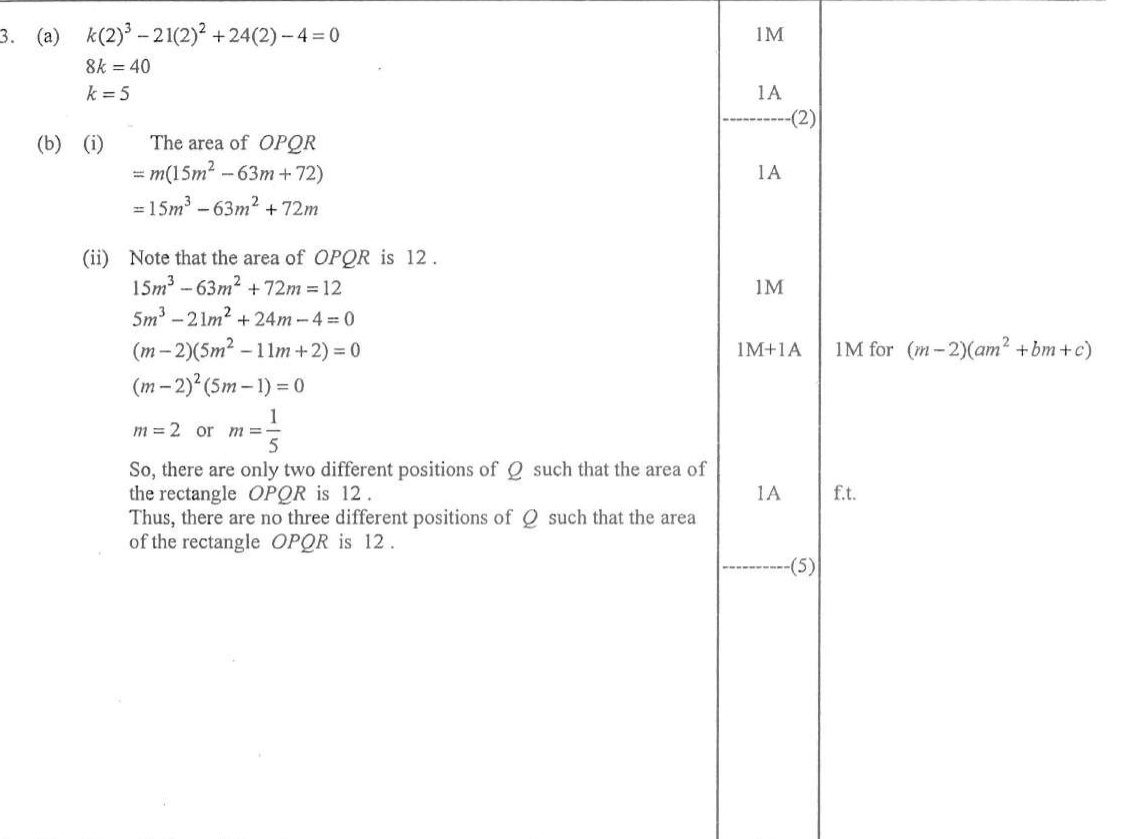 3. (a) k(2)³ – 21(2)² + 24(2) – 4 = 0 1M
8k = 40
k = 5 1A
----------(2)
(b) (i) The area of OPQR
= m(15m² – 63m + 72) 1A
= 15m³ – 63m² + 72m
(ii) Note that the area of OPQR is 12 .
15m³ – 63m² + 72m = 12 1M
5m³ – 21m² + 24m – 4 = 0
(m – 2)(5m² – 11m + 2) = 0 1M+1A 1M for (m – 2)(am² + bm + c)
(m – 2)²(5m – 1) = 0
m = 2 or m = 1/5
So, there are only two different positions of Q such that the area of
the rectangle OPQR is 12 . 1A f.t.
Thus, there are no three different positions of Q such that the area
of the rectangle OPQR is 12 .
----------(5)